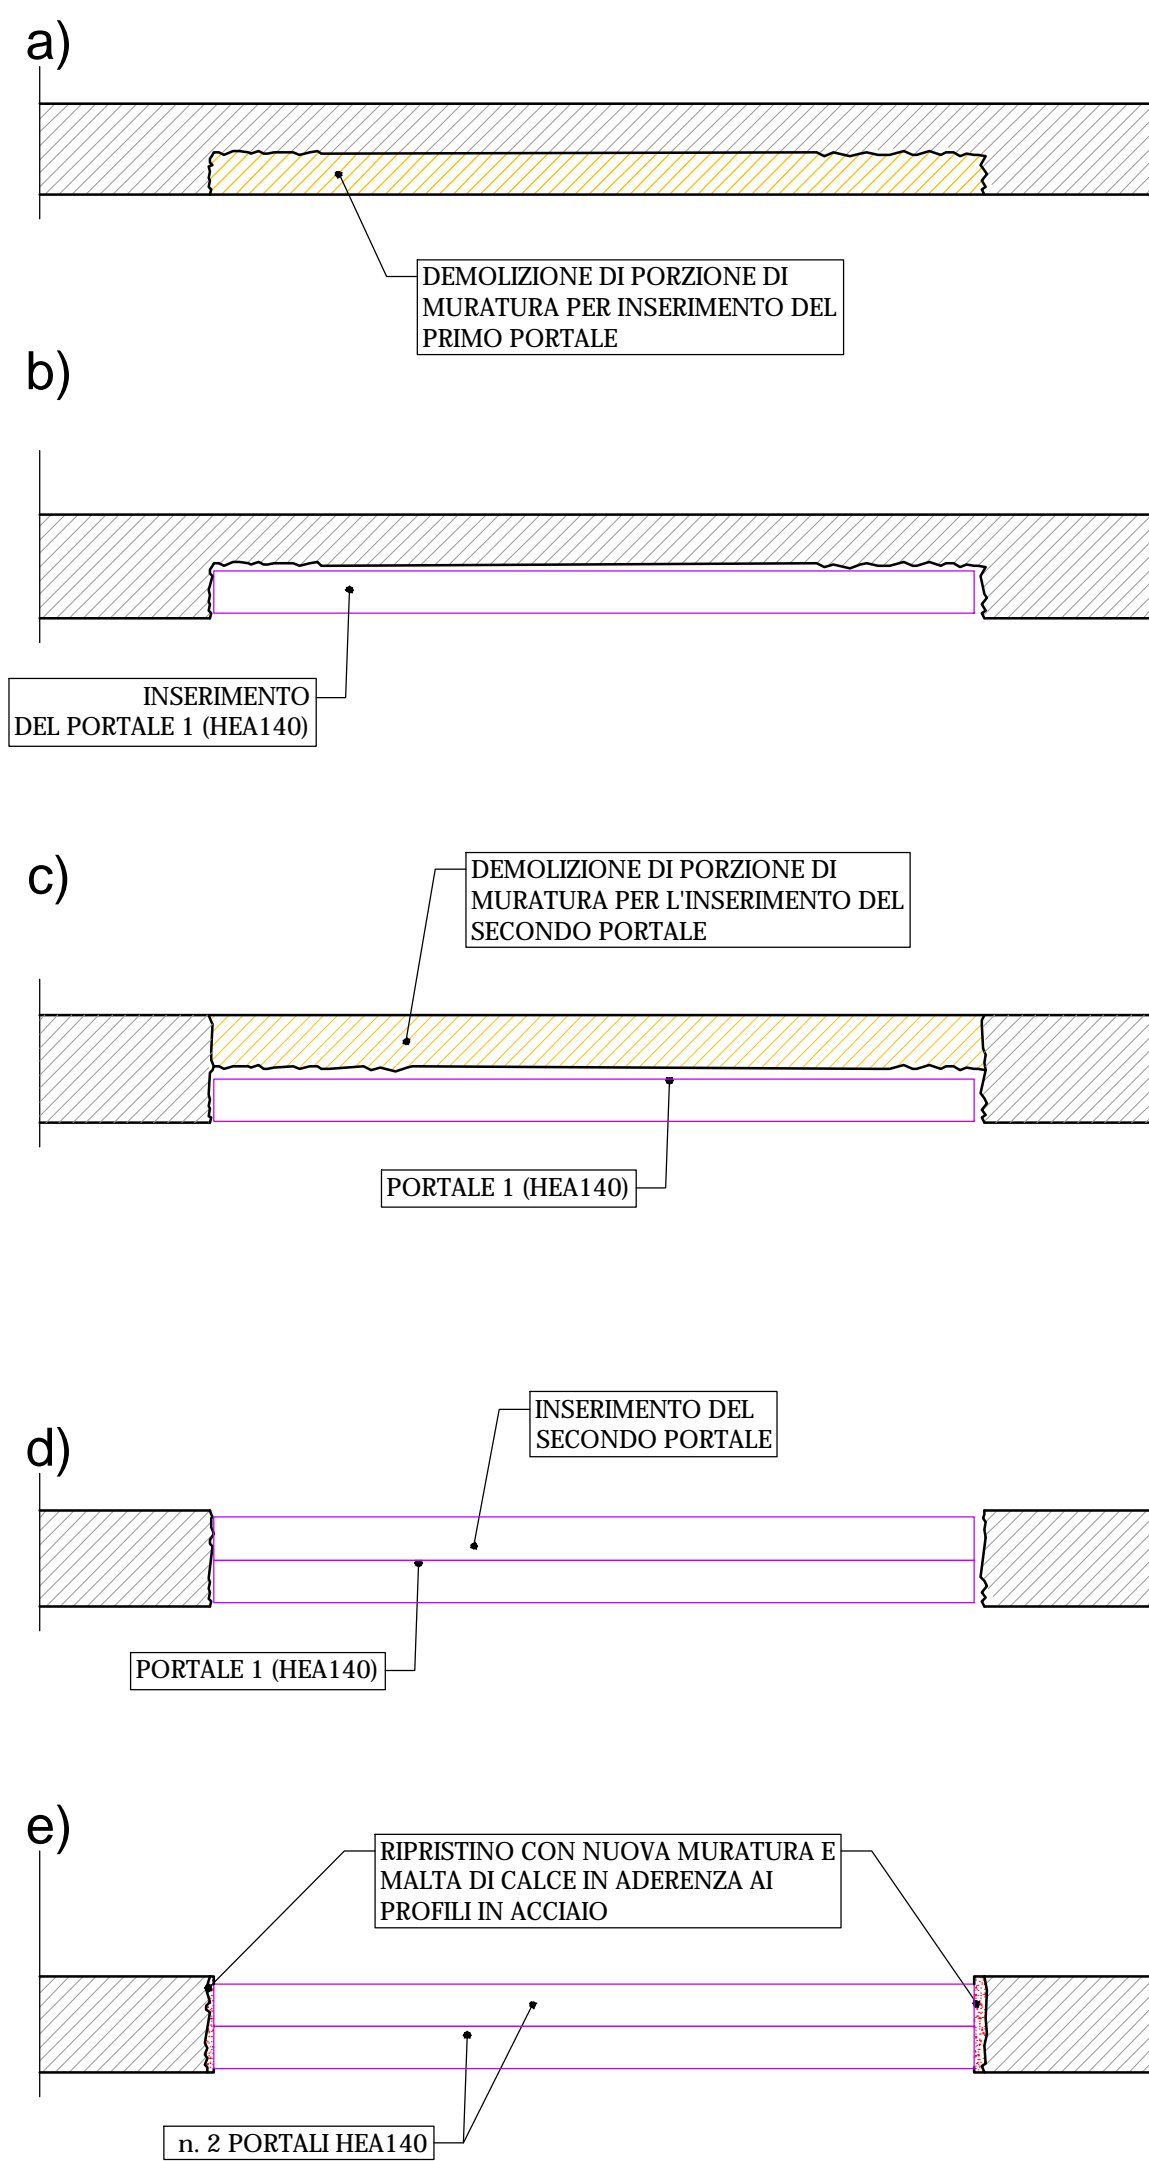 a)
DEMOLIZIONE DI PORZIONE DI
MURATURA PER INSERIMENTO DEL
PRIMO PORTALE
b)
INSERIMENTO
DEL PORTALE 1 (HEA140)
c)
DEMOLIZIONE DI PORZIONE DI
MURATURA PER L'INSERIMENTO DEL
SECONDO PORTALE
PORTALE 1 (HEA140)
d)
INSERIMENTO DEL
SECONDO PORTALE
PORTALE 1 (HEA140)
e)
RIPRISTINO CON NUOVA MURATURA E
MALTA DI CALCE IN ADERENZA AI
PROFILI IN ACCIAIO
n. 2 PORTALI HEA140